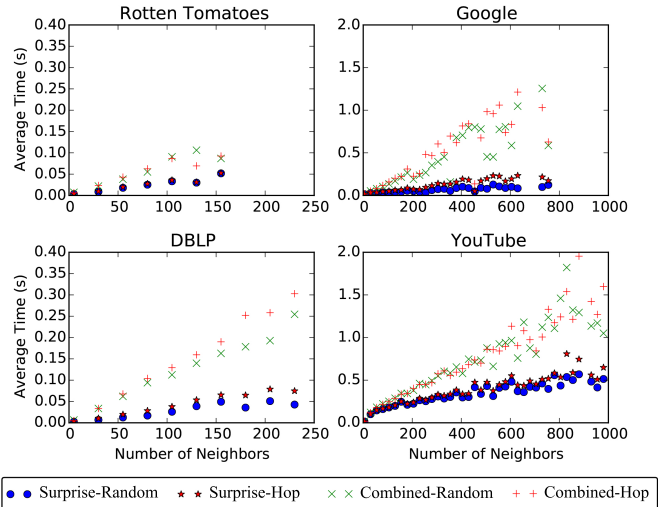 Rotten Tomatoes
Google
Average Time (s)
0.40
0.35
0.30
0.25
0.20
0.15
0.10
0.05
0.00
0 50 100 150 200 250
2.0
1.5
1.0
0.5
0.0
0 200 400 600 800 1000
DBLP
YouTube
Average Time (s)
0.40
0.35
0.30
0.25
0.20
0.15
0.10
0.05
0.00
0 50 100 150 200 250
Number of Neighbors
2.0
1.5
1.0
0.5
0.0
0 200 400 600 800 1000
Number of Neighbors
Surprise-Random Surprise-Hop Combined-Random Combined-Hop